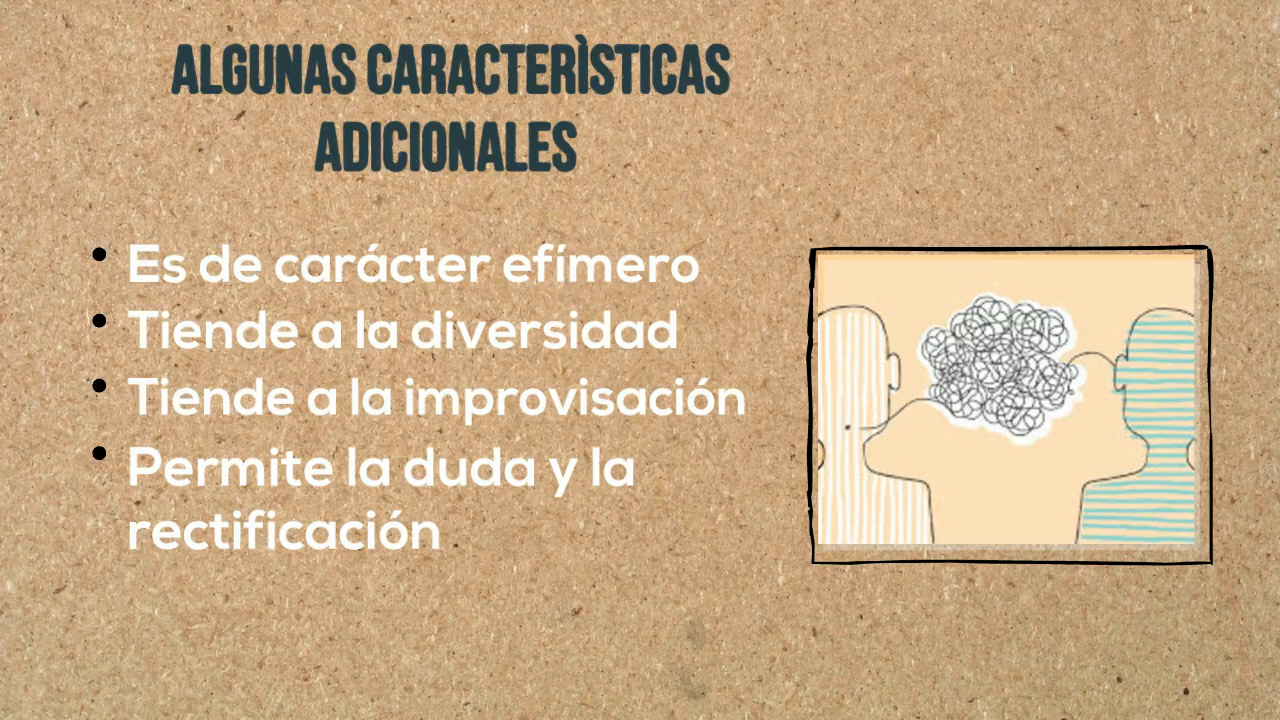 ALGUNAS CARACTERÌSTICAS
ADICIONALES
• Es de carácter efímero
• Tiende a la diversidad
• Tiende a la improvisación
• Permite la duda y la
rectificación